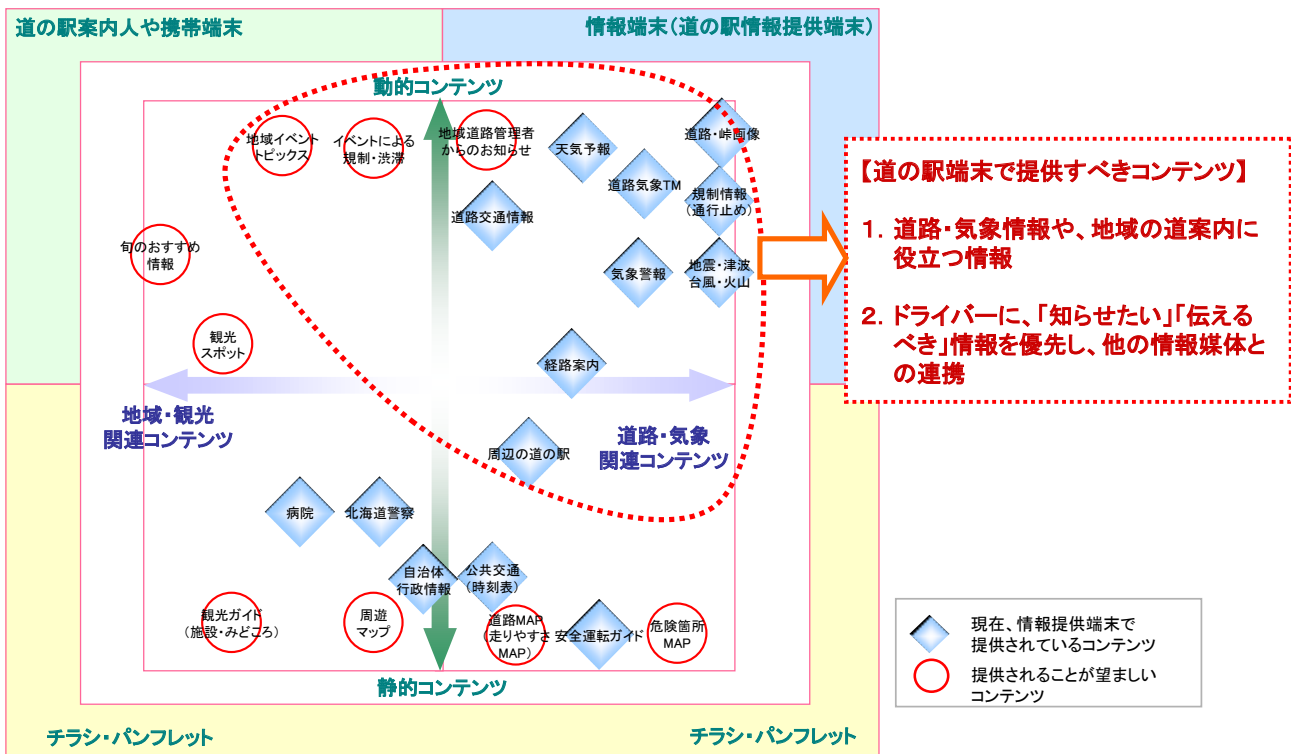 道の駅案内人や携帯端末
情報端末(道の駅情報提供端末)
動的コンテンツ
地域イベント
トピックス
イベントによる
規制・渋滞
地域道路管理者
からのお知らせ
天気予報
道路・峠画像
道路気象TM
規制情報
(通行止め)
道路交通情報
旬のおすすめ
情報
気象警報
地震・津波
台風・火山
観光
スポット
経路案内
地域・観光
関連コンテンツ
道路・気象
関連コンテンツ
周辺の道の駅
病院
北海道警察
自治体
行政情報
公共交通
(時刻表)
観光ガイド
(施設・みどころ)
周遊
マップ
道路MAP
(走りやすさ
MAP)
安全運転ガイド
危険箇所
MAP
静的コンテンツ
チラシ・パンフレット
チラシ・パンフレット
【道の駅端末で提供すべきコンテンツ】
1. 道路・気象情報や、地域の道案内に
役立つ情報
2. ドライバーに、「知らせたい」「伝える
べき」情報を優先し、他の情報媒体と
の連携
現在、情報提供端末で
提供されているコンテンツ
提供されることが望ましい
コンテンツ